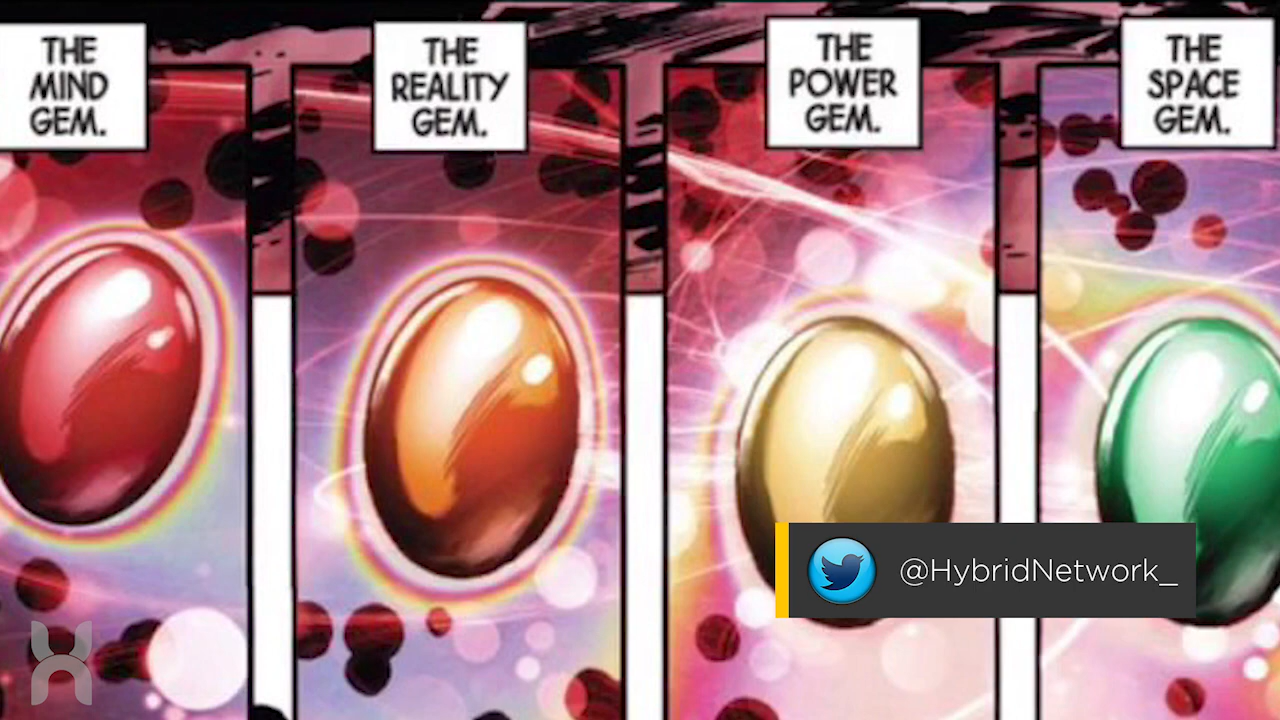 THE
MIND
GEM.
THE
REALITY
GEM.
THE
POWER
GEM.
THE
SPACE
GEM.
@HybridNetwork_